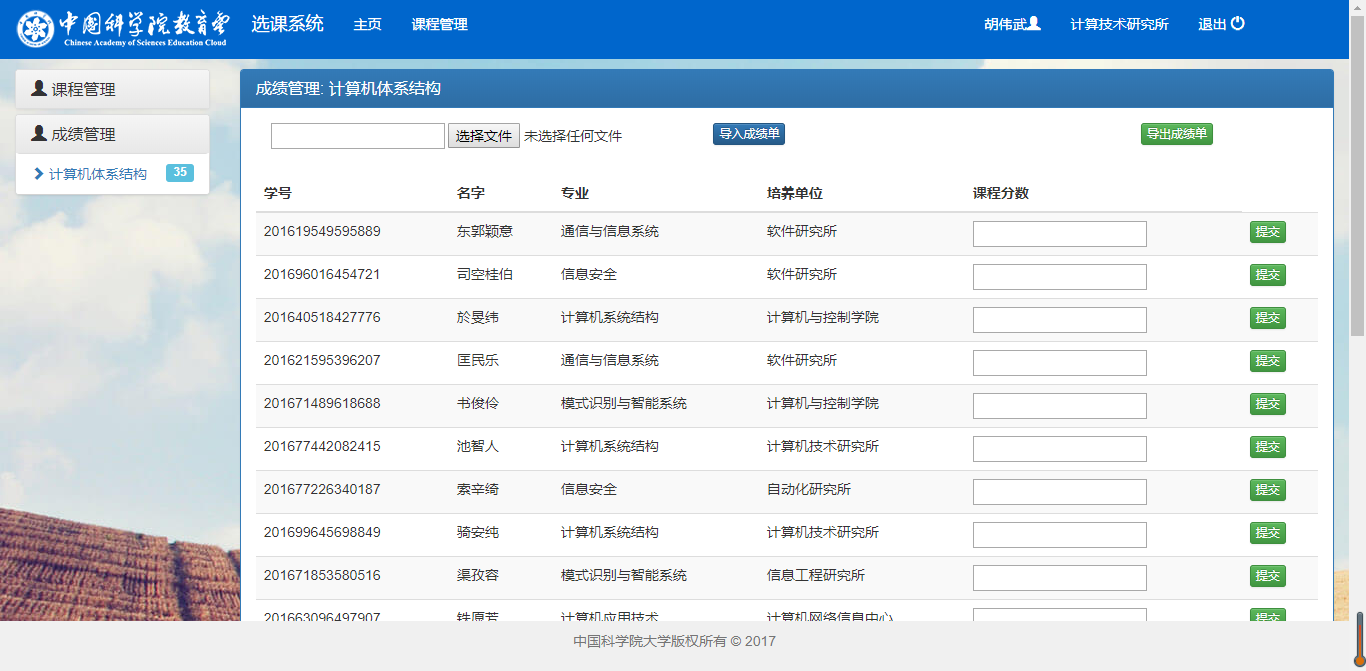 中国科学院教育云 选课系统 主页 课程管理 胡伟武 计算技术研究所 退出
Chinese Academy of Sciences Education Cloud
课程管理
成绩管理
计算机体系结构 35
成绩管理: 计算机体系结构
选择文件 未选择任何文件 导入成绩单 导出成绩单
学号 名字 专业 培养单位 课程分数
201619549595889 东郭颖意 通信与信息系统 软件研究所 提交
201696016454721 司空桂伯 信息安全 软件研究所 提交
201640518427776 於旻纬 计算机系统结构 计算机与控制学院 提交
201621595396207 匡民乐 通信与信息系统 软件研究所 提交
201671489618688 书俊伶 模式识别与智能系统 计算机与控制学院 提交
201677442082415 池智人 计算机系统结构 计算机技术研究所 提交
201677226340187 索辛绮 信息安全 自动化研究所 提交
201699645698849 骑安纯 计算机系统结构 计算机技术研究所 提交
201671853580516 渠孜容 模式识别与智能系统 信息工程研究所 提交
201663096497907 铁原芳 计算机应用技术 计算机网络信息中心 提交
中国科学院大学版权所有 © 2017